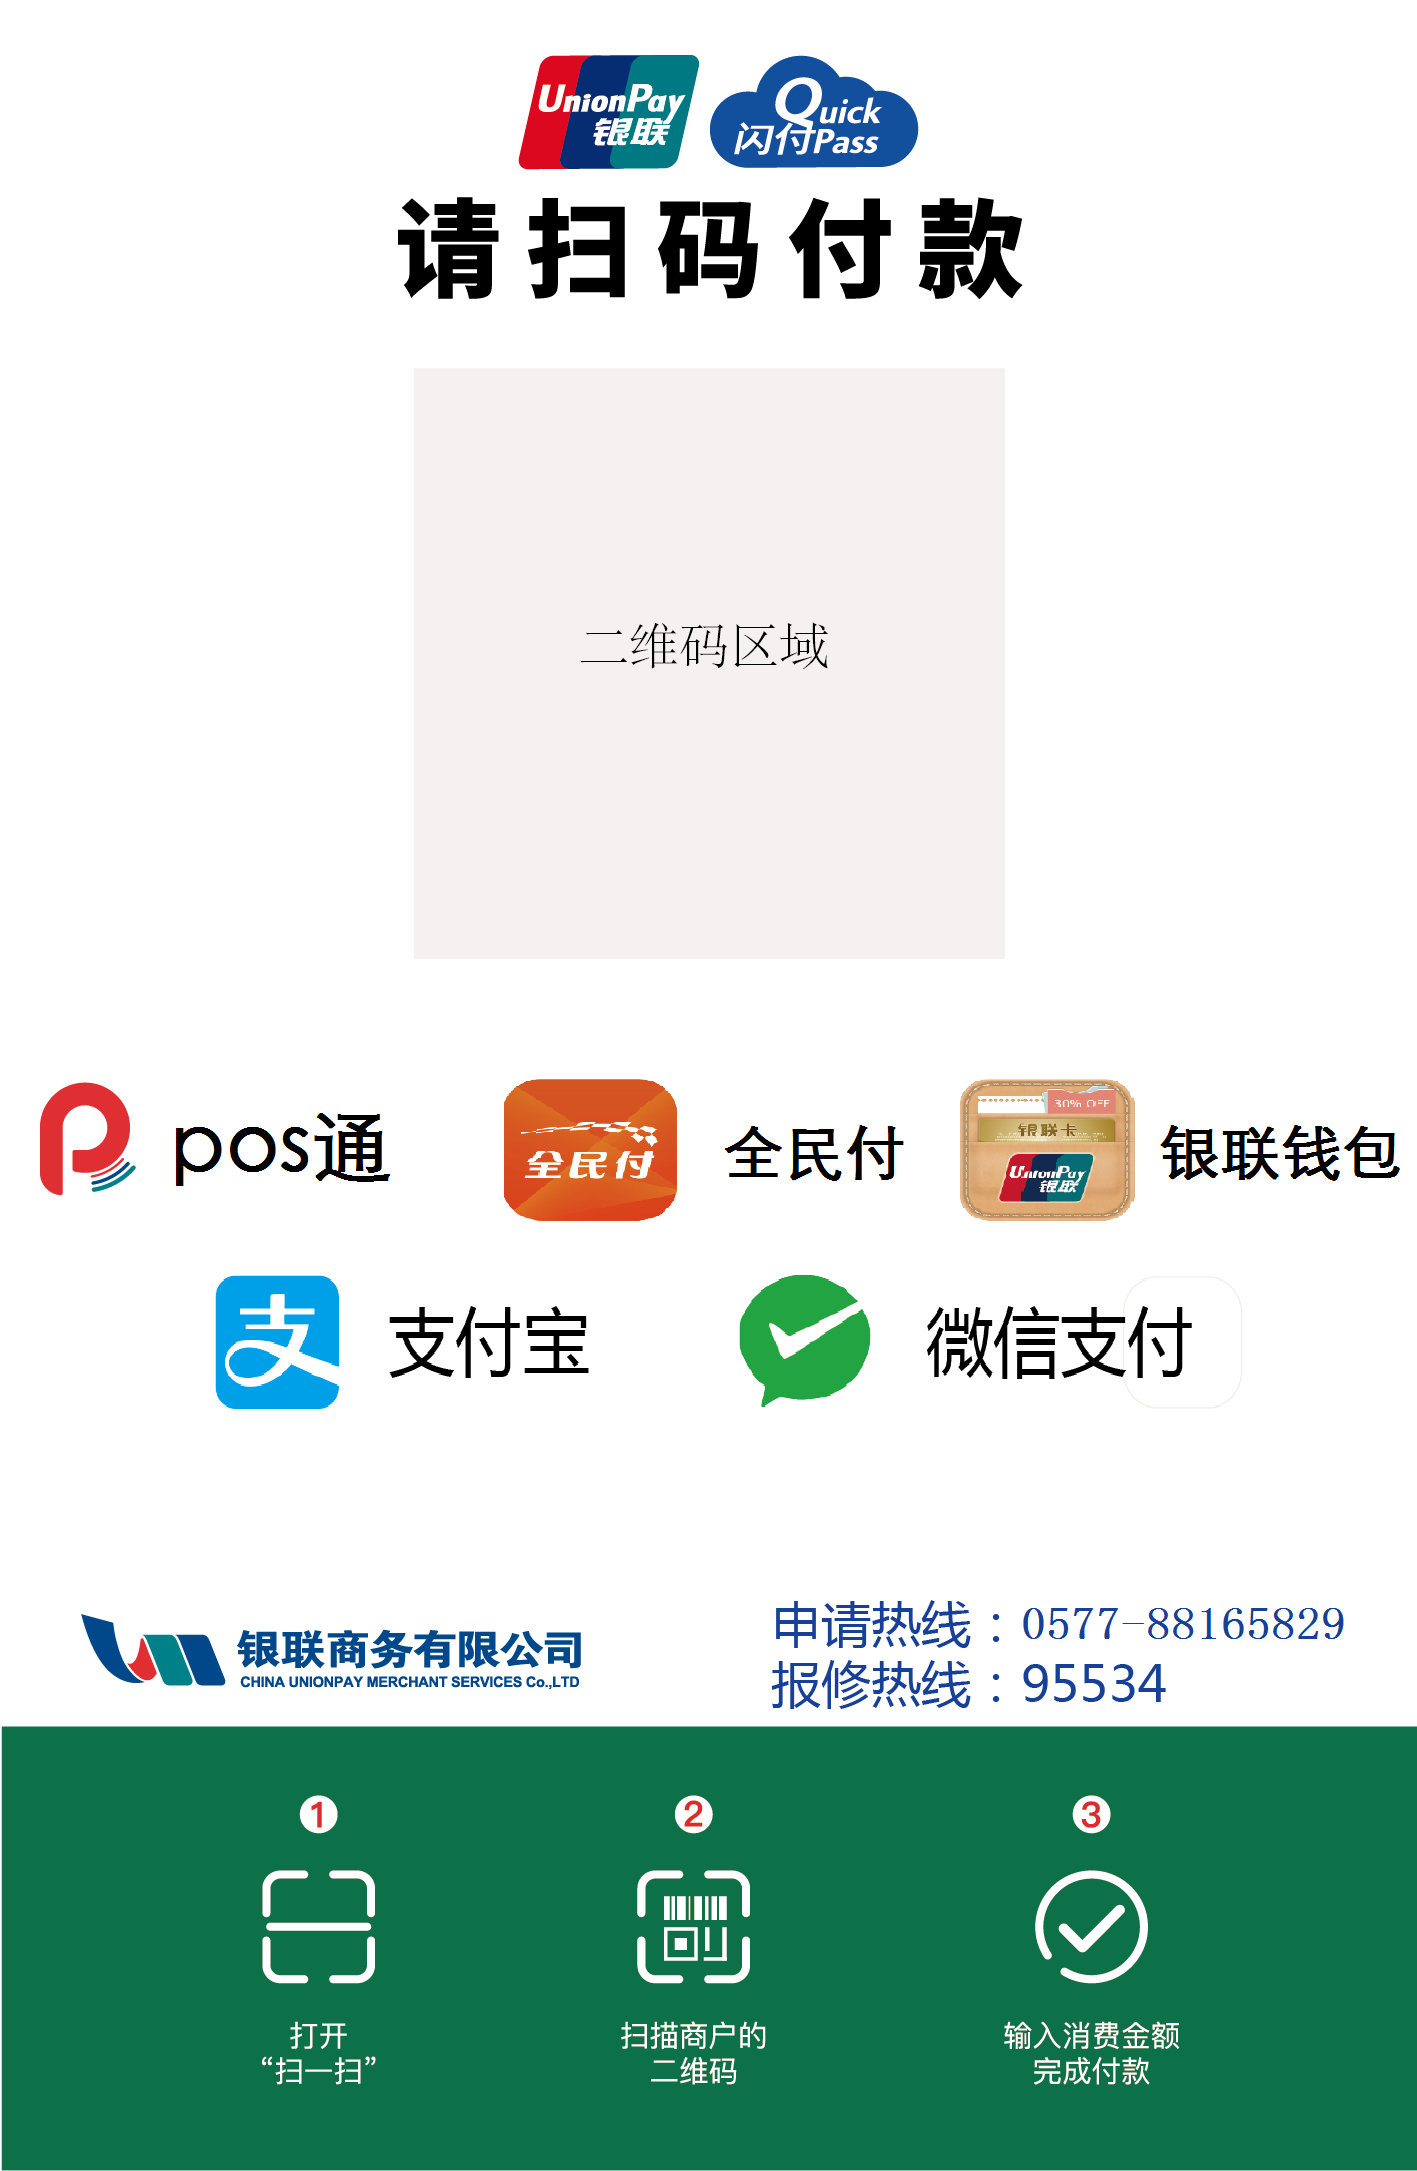 UnionPay
银联
Quick
闪付Pass
请扫码付款
二维码区域
pos通
全民付
全民付
30% OFF
银联卡
UnionPay
银联
银联钱包
支
支付宝
微信支付
银联商务有限公司
CHINA UNIONPAY MERCHANT SERVICES Co.,LTD
申请热线：0577-88165829
报修热线：95534
1
2
3
打开
“扫一扫”
扫描商户的
二维码
输入消费金额
完成付款